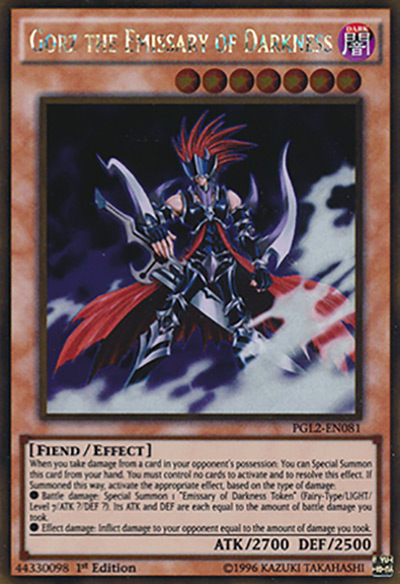 Gorz the Emissary of Darkness
DARK
闇
PGL2-EN081
[FIEND / EFFECT]
When you take damage from a card in your opponent's possession: You can Special Summon
this card from your hand. You must control no cards to activate and to resolve this effect. If
Summoned this way, activate the appropriate effect, based on the type of damage:
● Battle damage: Special Summon 1 "Emissary of Darkness Token" (Fairy-Type/LIGHT/
Level 7/ATK ?/DEF ?). Its ATK and DEF are each equal to the amount of battle damage you
took.
● Effect damage: Inflict damage to your opponent equal to the amount of damage you took.
ATK/2700 DEF/2500
44330098 1st Edition ©1996 KAZUKI TAKAHASHI